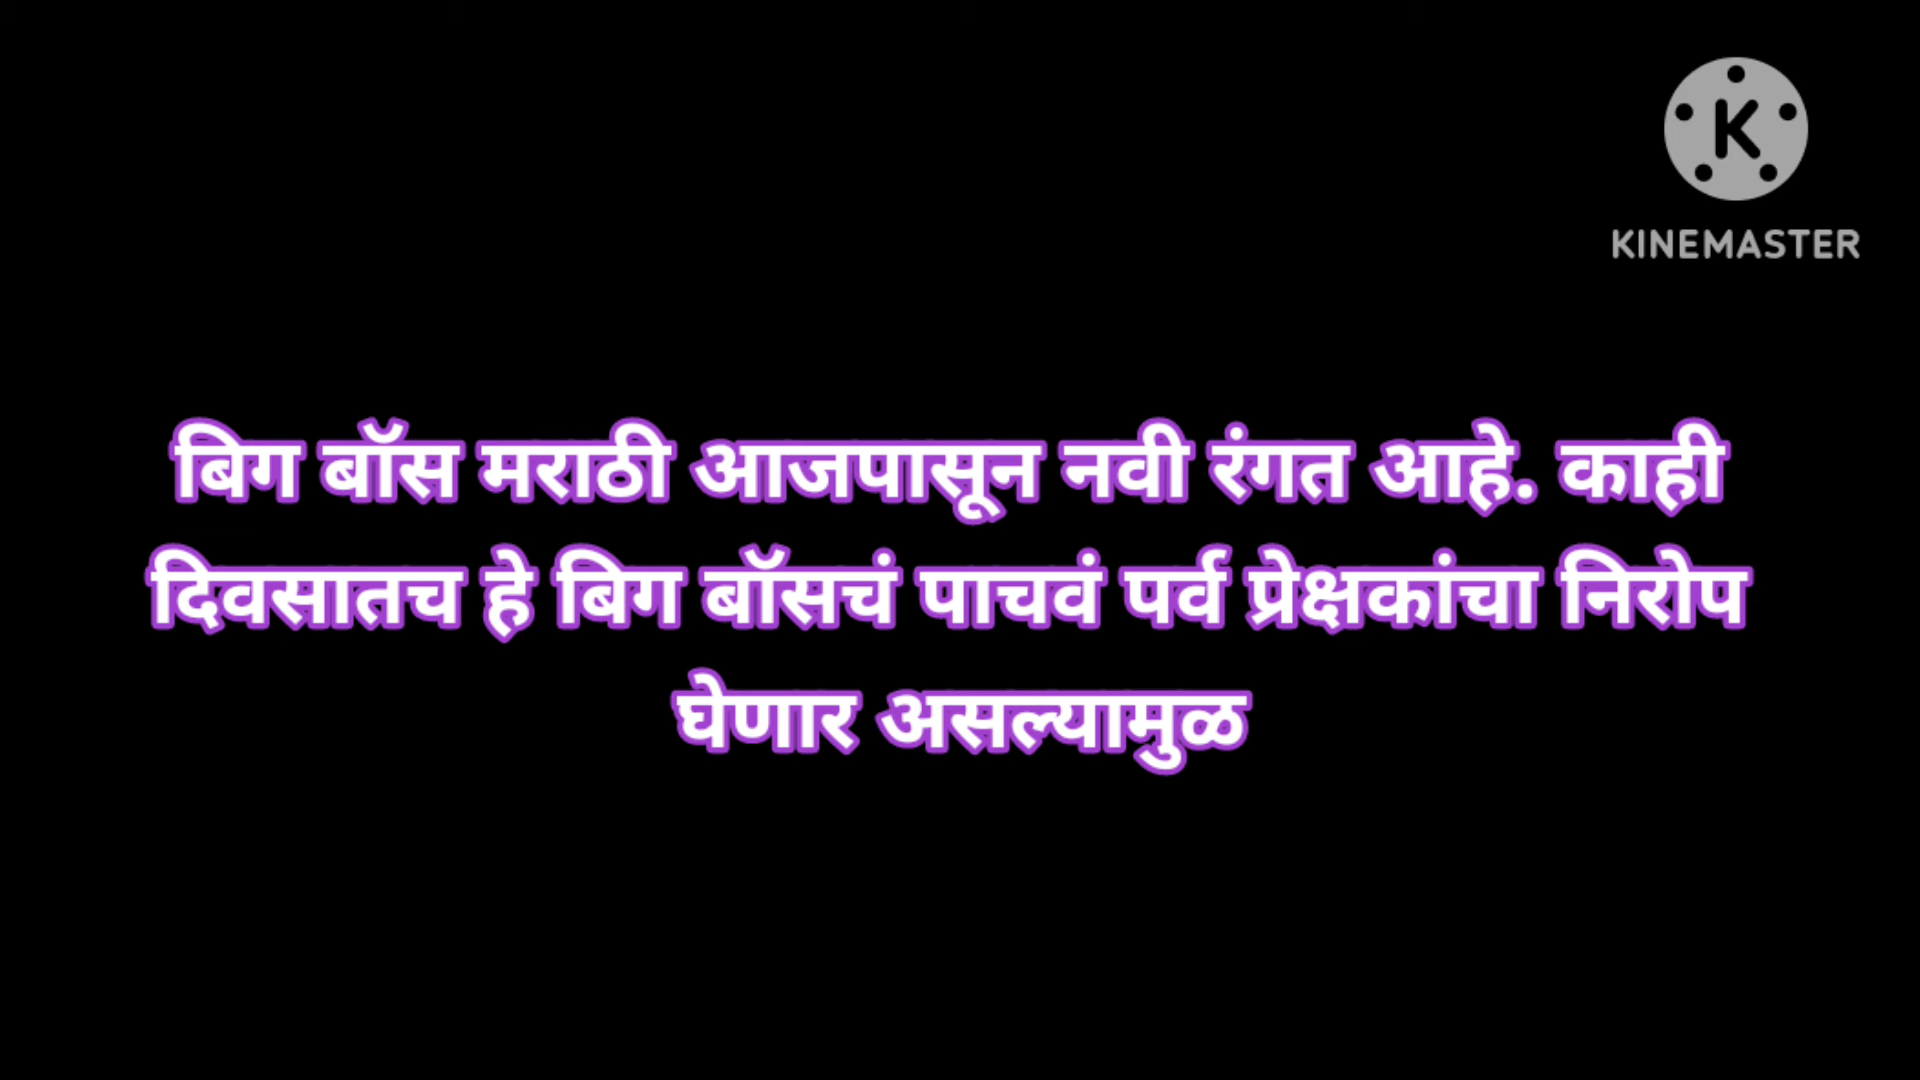 KINEMASTER
बिग बॉस मराठी आजपासून नवी रंगत आहे. काही
दिवसातच हे बिग बॉसचं पाचवं पर्व प्रेक्षकांचा निरोप
घेणार असल्यामुळ